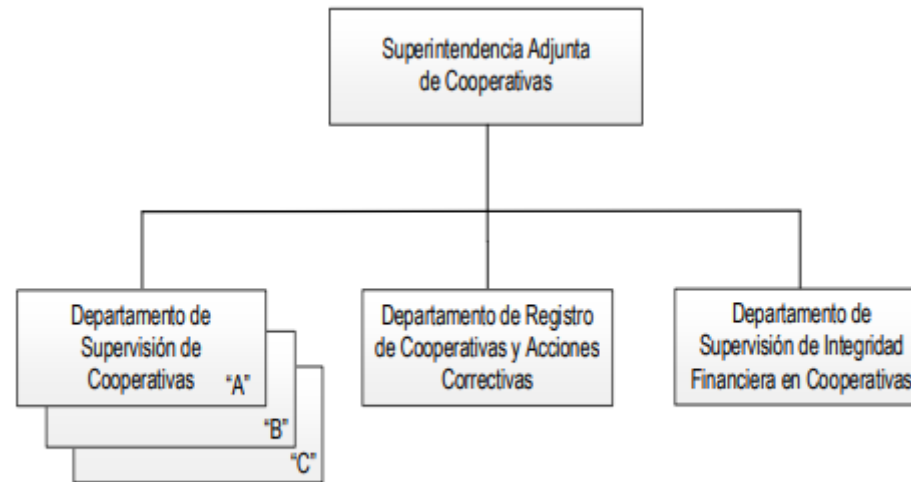 Superintendencia Adjunta
de Cooperativas
Departamento de
Supervisión de
Cooperativas
"A"
"B"
"C"
Departamento de Registro
de Cooperativas y Acciones
Correctivas
Departamento de
Supervisión de Integridad
Financiera en Cooperativas